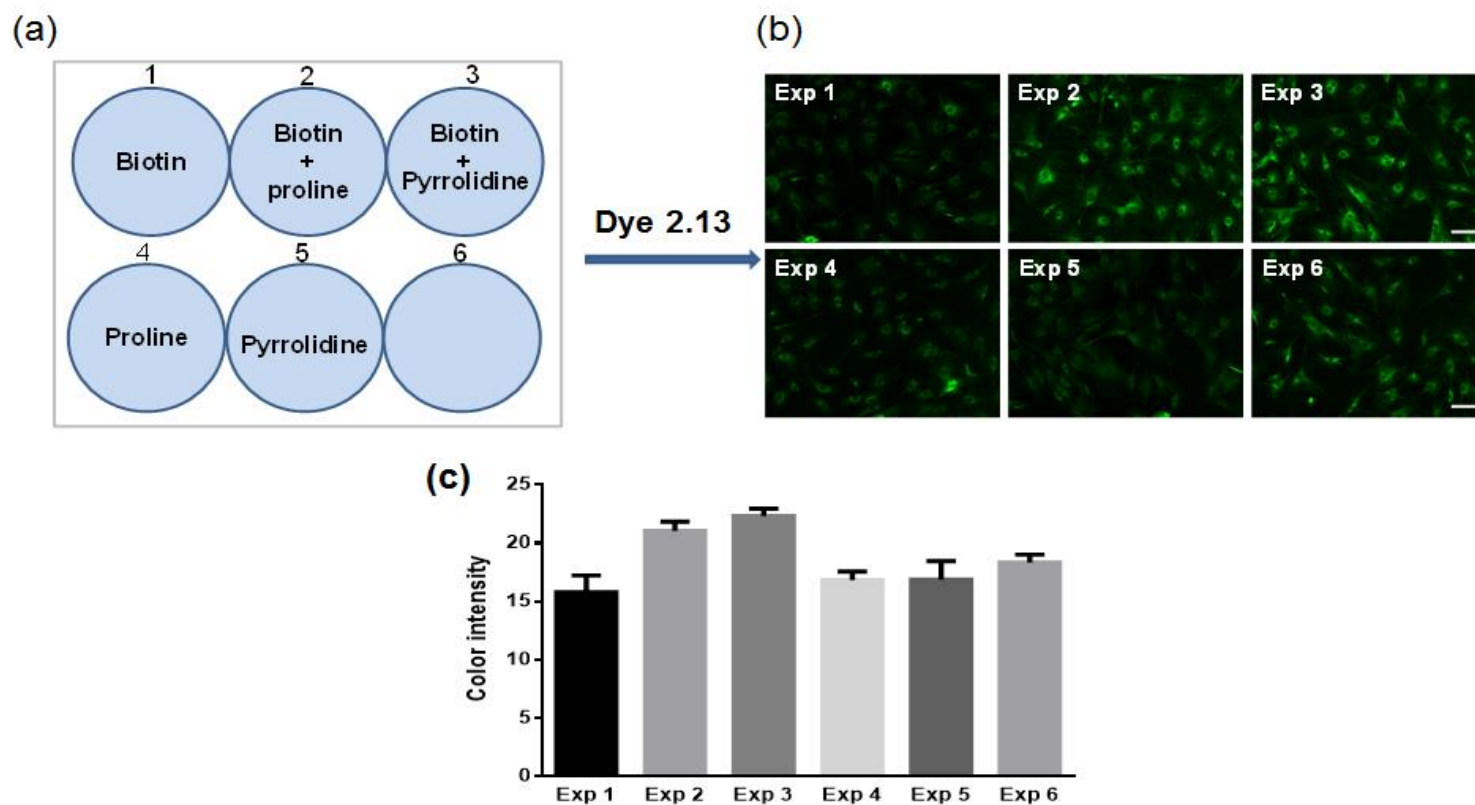 (a)
1
2
3
Biotin
Biotin
+
proline
Biotin
+
Pyrrolidine
4
5
6
Proline
Pyrrolidine
Dye 2.13
(b)
Exp 1
Exp 2
Exp 3
Exp 4
Exp 5
Exp 6
(c)
Color intensity
25
20
15
10
5
0
Exp 1 Exp 2 Exp 3 Exp 4 Exp 5 Exp 6